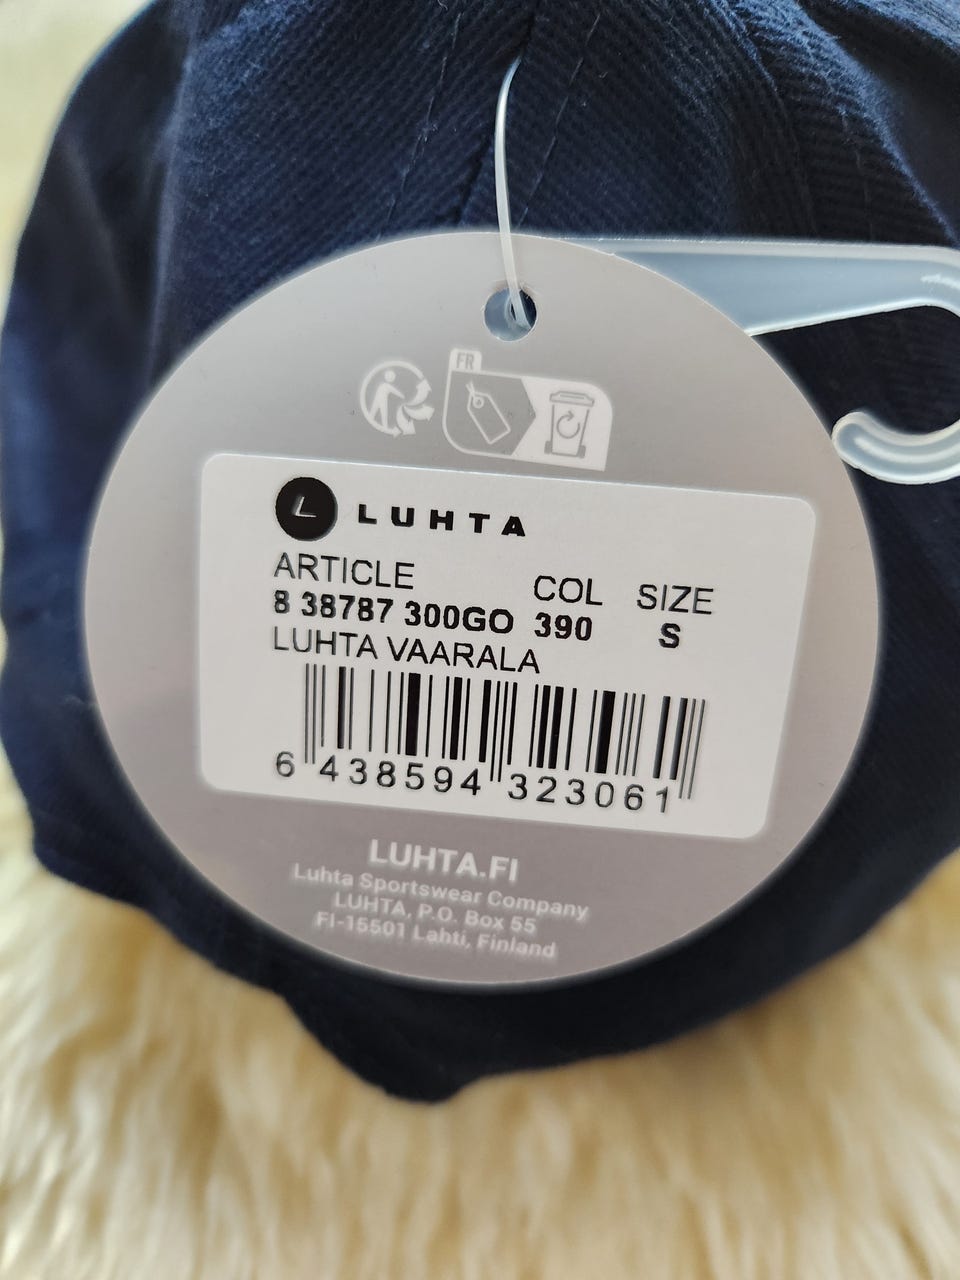 FR
L LUHTA
ARTICLE COL SIZE
8 38787 300GO 390 S
LUHTA VAARALA
6 438594 323061
LUHTA.FI
Luhta Sportswear Company
LUHTA, P.O. Box 55
FI-15501 Lahti, Finland